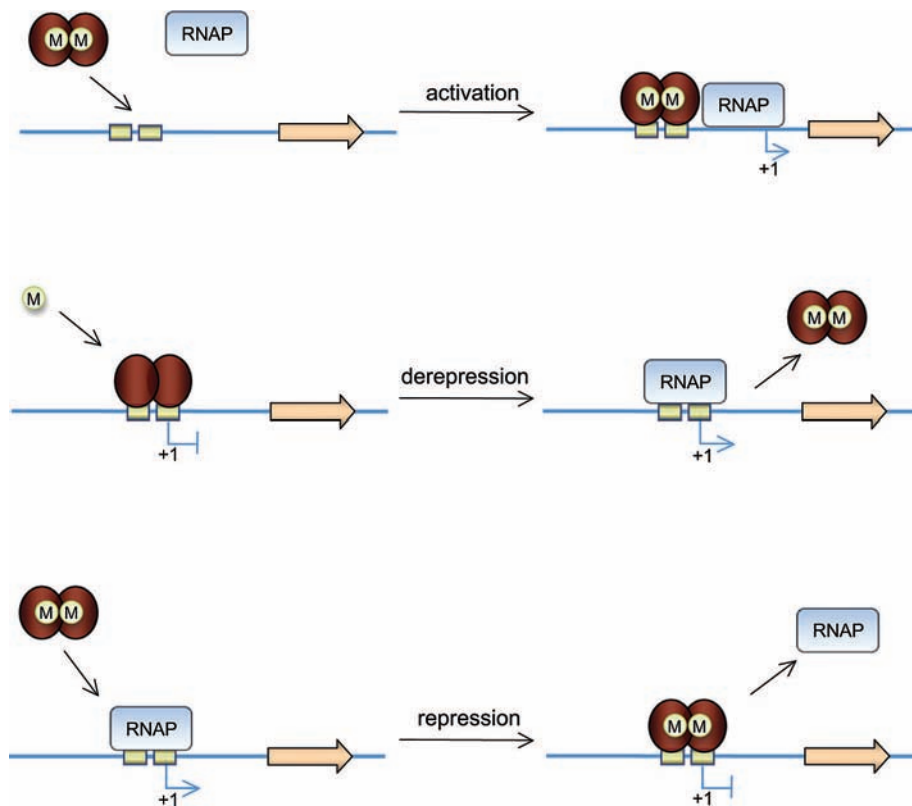 M M
RNAP
activation
M M
RNAP
+1
M
derepression
M M
RNAP
+1
+1
M M
RNAP
RNAP
repression
M M
+1
+1